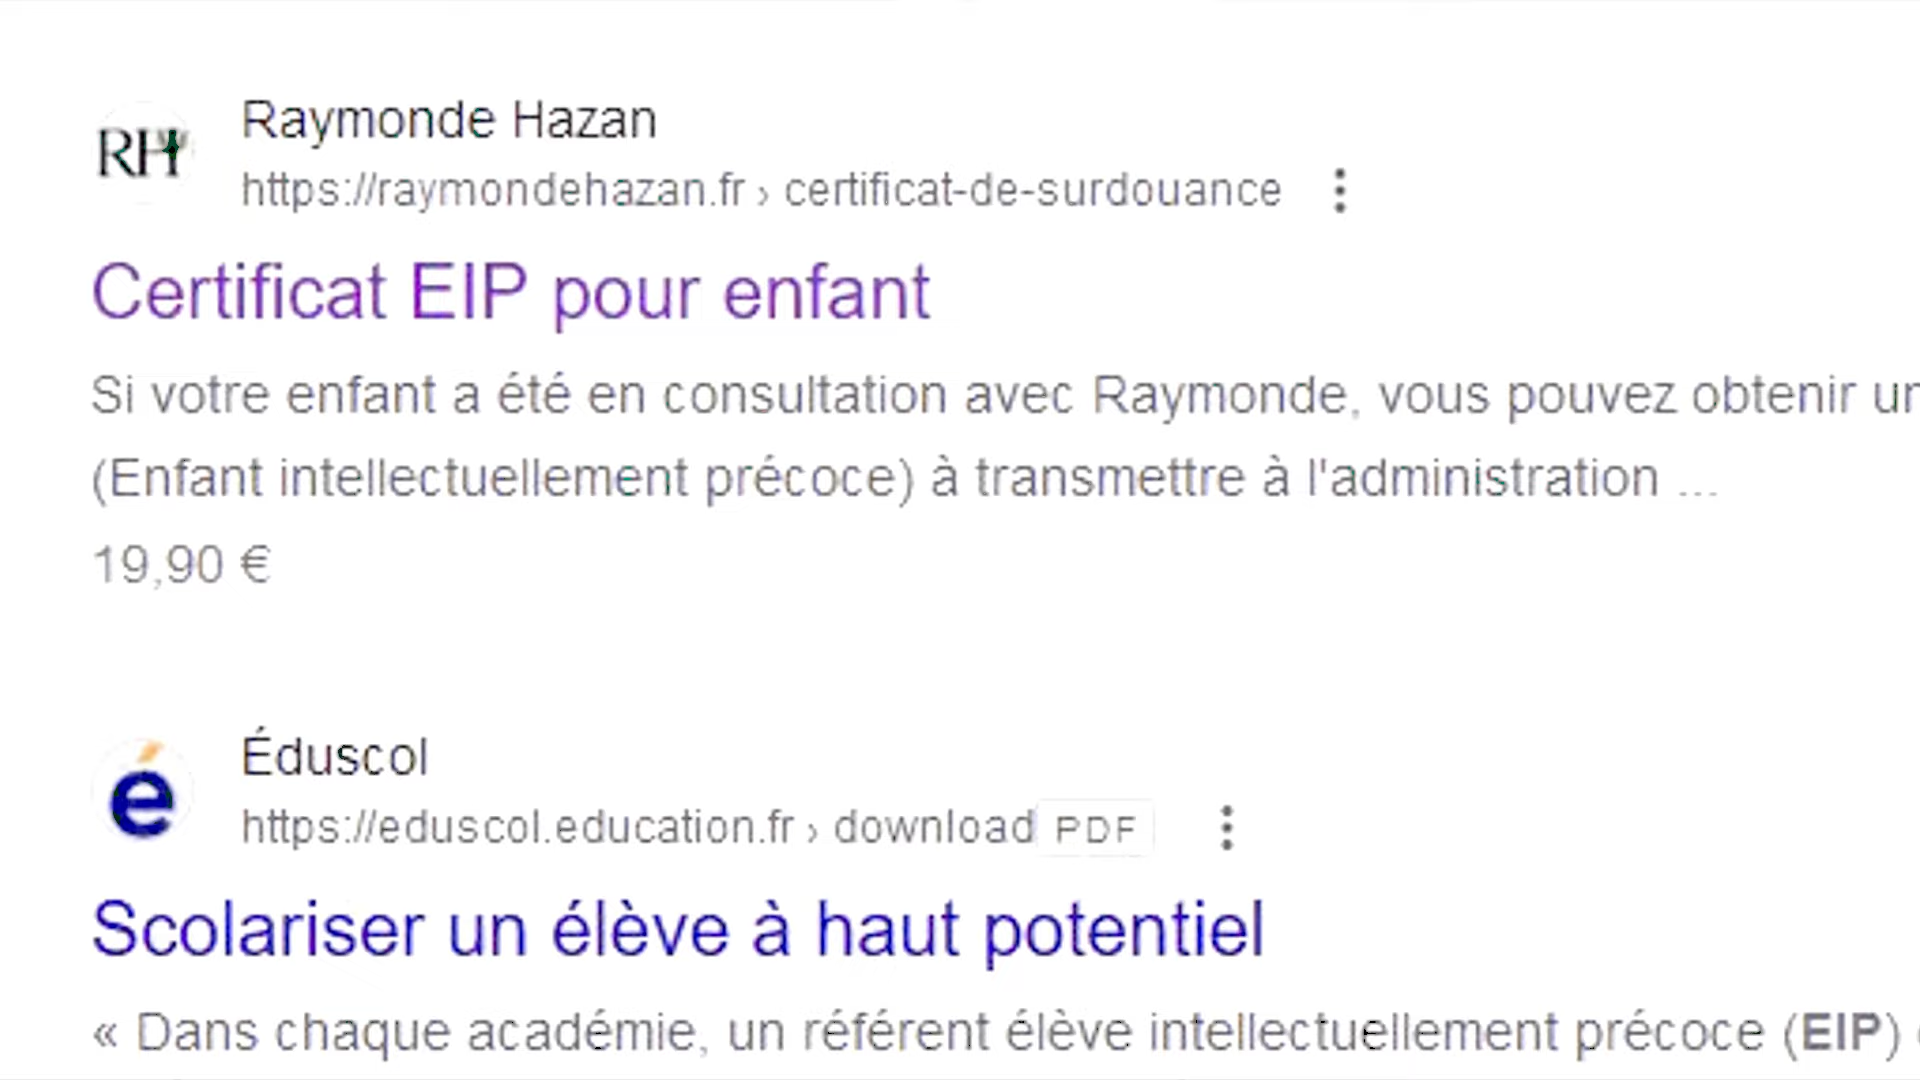 RH
Raymonde Hazan
https://raymondehazan.fr › certificat-de-surdouance
Certificat EIP pour enfant
Si votre enfant a été en consultation avec Raymonde, vous pouvez obtenir
(Enfant intellectuellement précoce) à transmettre à l'administration ...
19,90 €
é
Éduscol
https://eduscol.education.fr › download PDF
Scolariser un élève à haut potentiel
« Dans chaque académie, un référent élève intellectuellement précoce (EIP)